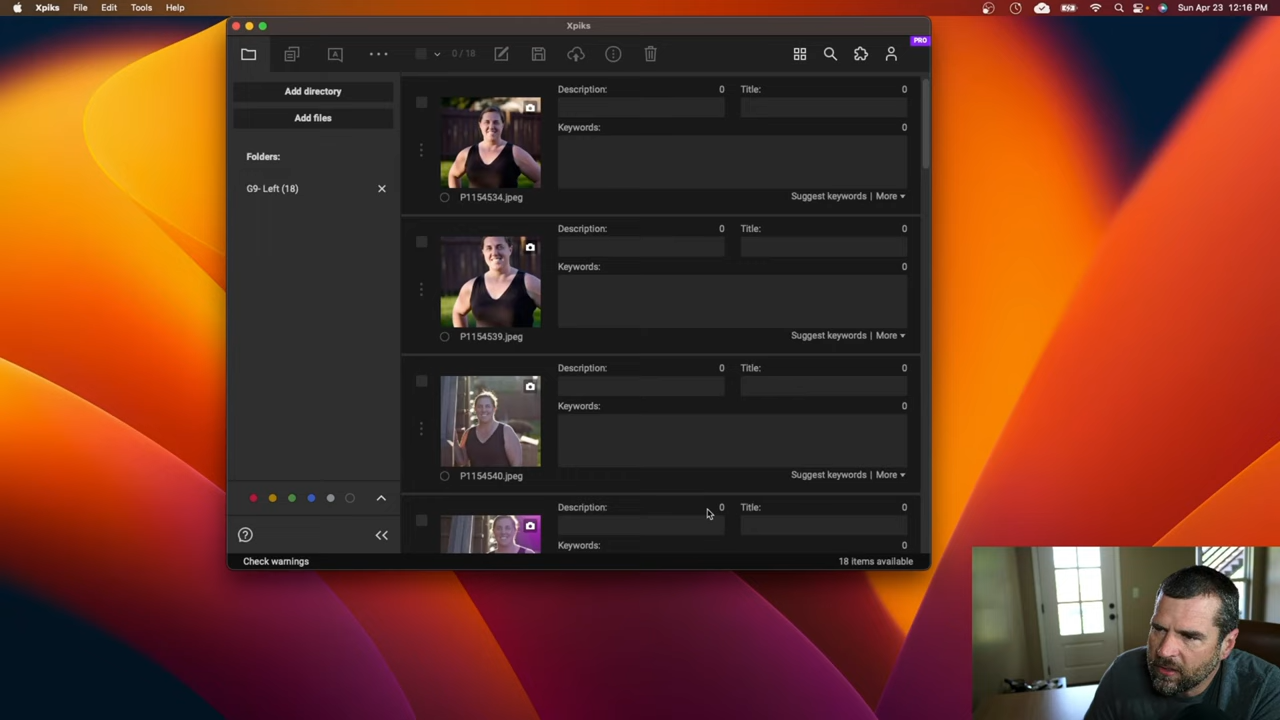 Xpiks File Edit Tools Help
Sun Apr 23 12:16 PM
Xpiks
PRO
0 / 18
Add directory
Add files
Folders:
G9- Left (18)
Description: 0 Title: 0
Keywords: 0
Suggest keywords | More
P1154534.jpeg
Description: 0 Title: 0
Keywords: 0
Suggest keywords | More
P1154539.jpeg
Description: 0 Title: 0
Keywords: 0
Suggest keywords | More
P1154540.jpeg
Description: 0 Title: 0
Keywords: 0
Check warnings
18 items available